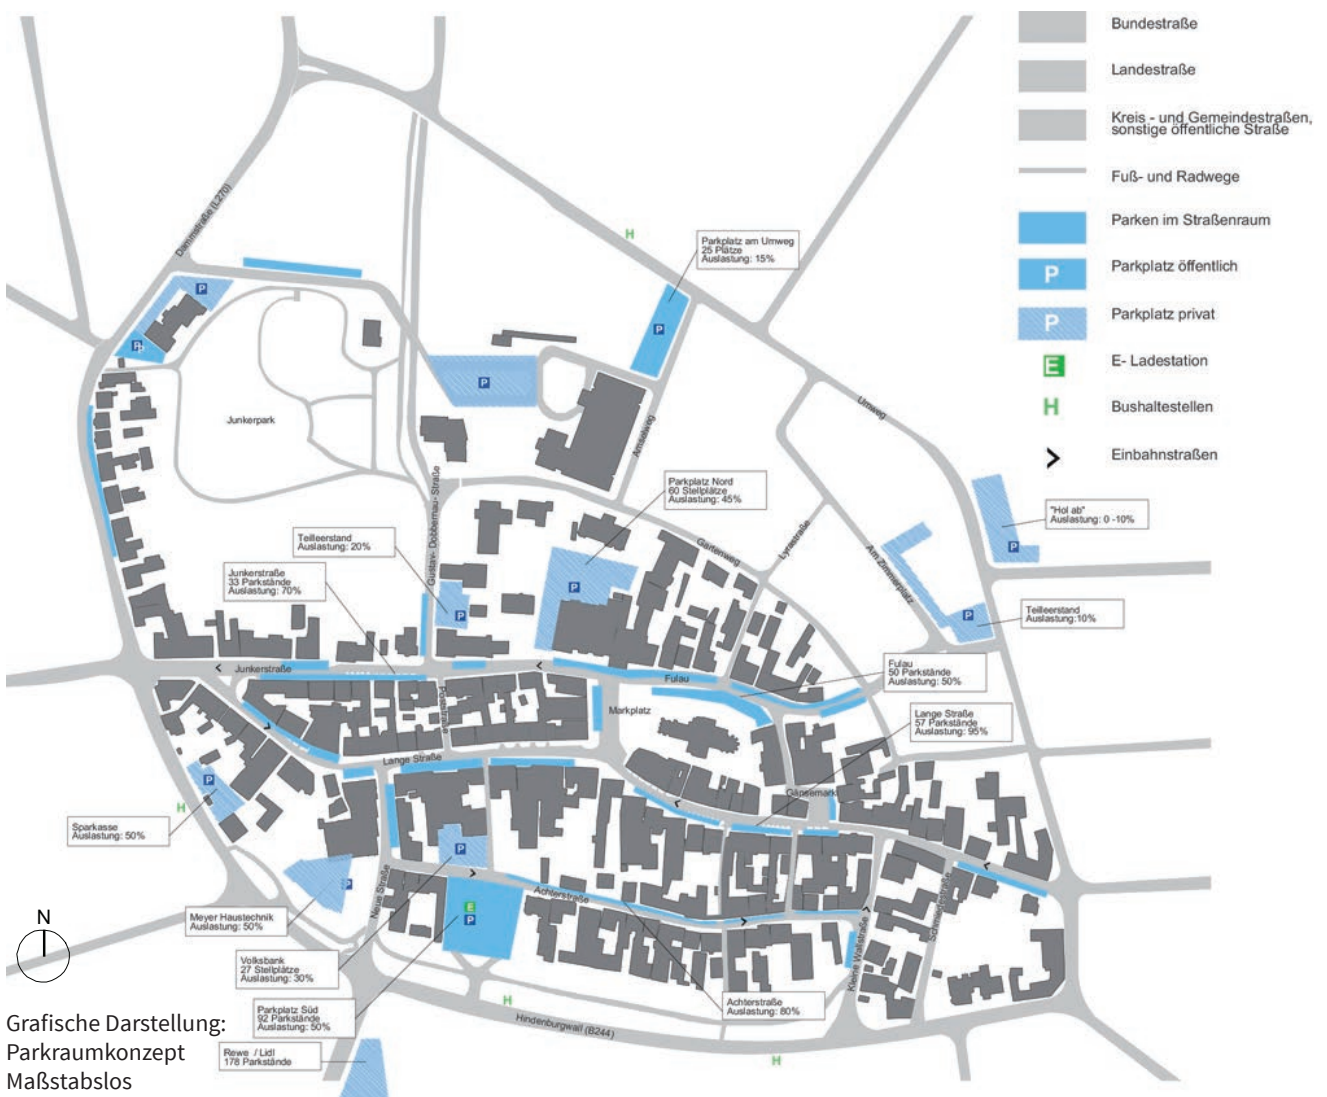 Bundestraße
Landestraße
Kreis - und Gemeindestraßen,
sonstige öffentliche Straße
Fuß- und Radwege
Parken im Straßenraum
P
Parkplatz öffentlich
P
Parkplatz privat
E
E- Ladestation
H
Bushaltestellen
Einbahnstraßen
Dammstraße (L270)
H
Parkplatz am Umweg
25 Plätze
Auslastung: 15%
P
P
P
P
Junkerpark
Amselweg
Umweg
Gustav- Dobbernau- Straße
Parkplatz Nord
60 Stellplätze
Auslastung: 45%
"Hol ab"
Auslastung: 0 -10%
P
Teilleerstand
Auslastung: 20%
Gartenweg
Lyrastraße
Am Zimmerplatz
Junkerstraße
33 Parkstände
Auslastung: 70%
P
P
P
Teilleerstand
Auslastung:10%
Junkerstraße
Fulau
Fulau
50 Parkstände
Auslastung: 50%
Poststraße
Markplatz
Lange Straße
57 Parkstände
Auslastung: 95%
Lange Straße
P
Gänsemarkt
H
Sparkasse
Auslastung: 50%
P
P
Neue Straße
Achterstraße
Schmiedestraße
Kleine Wallstraße
E
P
N
Meyer Haustechnik
Auslastung: 50%
Volksbank
27 Stellplätze
Auslastung: 30%
Parkplatz Süd
92 Parkstände
Auslastung: 50%
H
Achterstraße
Auslastung: 80%
Hindenburgwall (B244)
Rewe / Lidl
178 Parkstände
H
Grafische Darstellung:
Parkraumkonzept
Maßstabslos